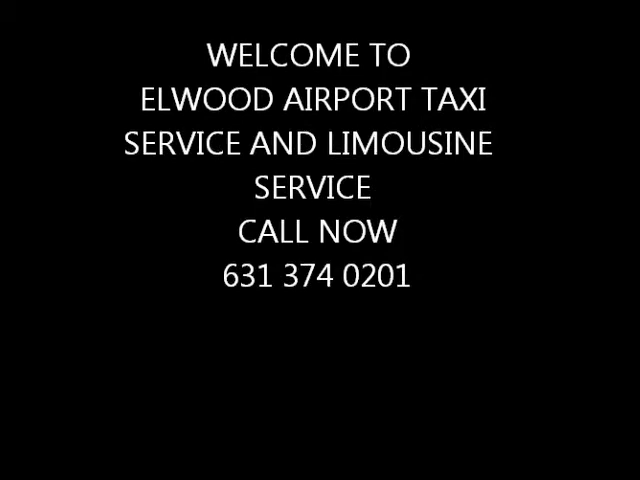 WELCOME TO
ELWOOD AIRPORT TAXI
SERVICE AND LIMOUSINE
SERVICE
CALL NOW
631 374 0201